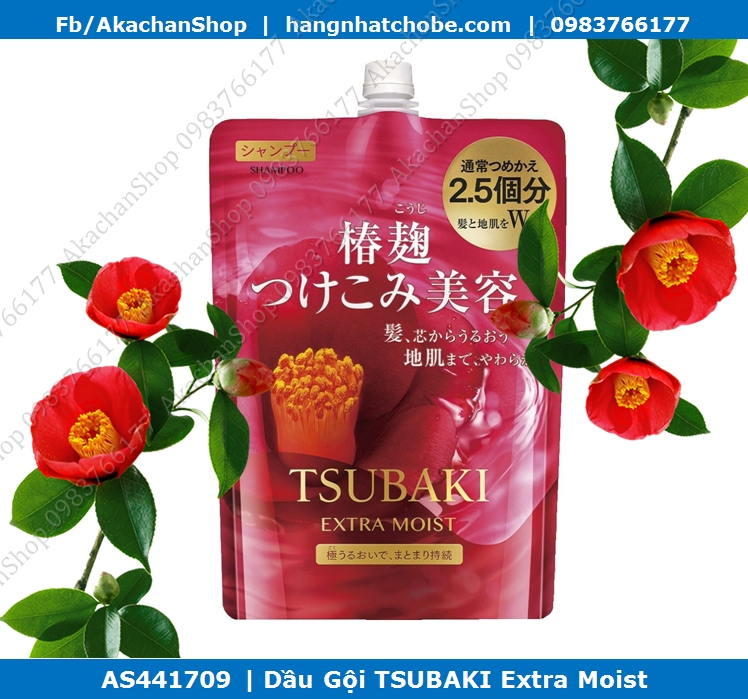 Fb/AkachanShop | hangnhatchobe.com | 0983766177
AkachanShop 0983766177
シャンプー
SHAMPOO
通常つめかえ
2.5個分
髪と地肌をW
こうじ
椿麹
つけこみ美容
髪、芯からうるおう
地肌まで、やわらか
TSUBAKI
EXTRA MOIST
極うるおいで、まとまり持続
AS441709 | Dầu Gội TSUBAKI Extra Moist